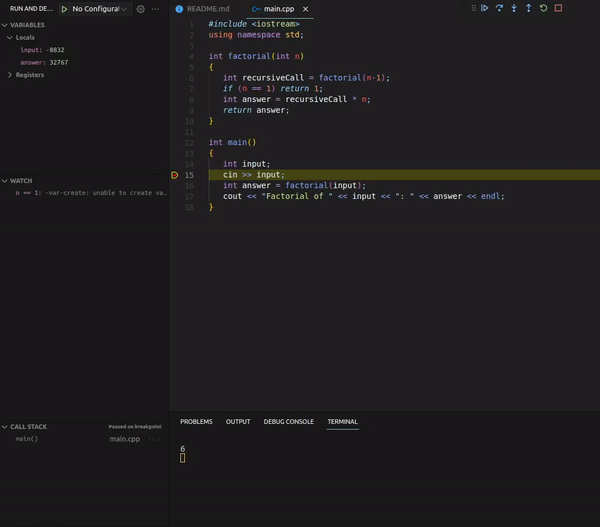 RUN AND DE... No Configurat
README.md main.cpp
VARIABLES
Locals
input: -8832
answer: 32767
Registers
WATCH
n == 1: -var-create: unable to create va...
CALL STACK Paused on breakpoint
main() main.cpp
1 #include <iostream>
2 using namespace std;
3
4 int factorial(int n)
5 {
6 int recursiveCall = factorial(n-1);
7 if (n == 1) return 1;
8 int answer = recursiveCall * n;
9 return answer;
10 }
11
12 int main()
13 {
14 int input;
15 cin >> input;
16 int answer = factorial(input);
17 cout << "Factorial of " << input << ": " << answer << endl;
18 }
PROBLEMS OUTPUT DEBUG CONSOLE TERMINAL
6